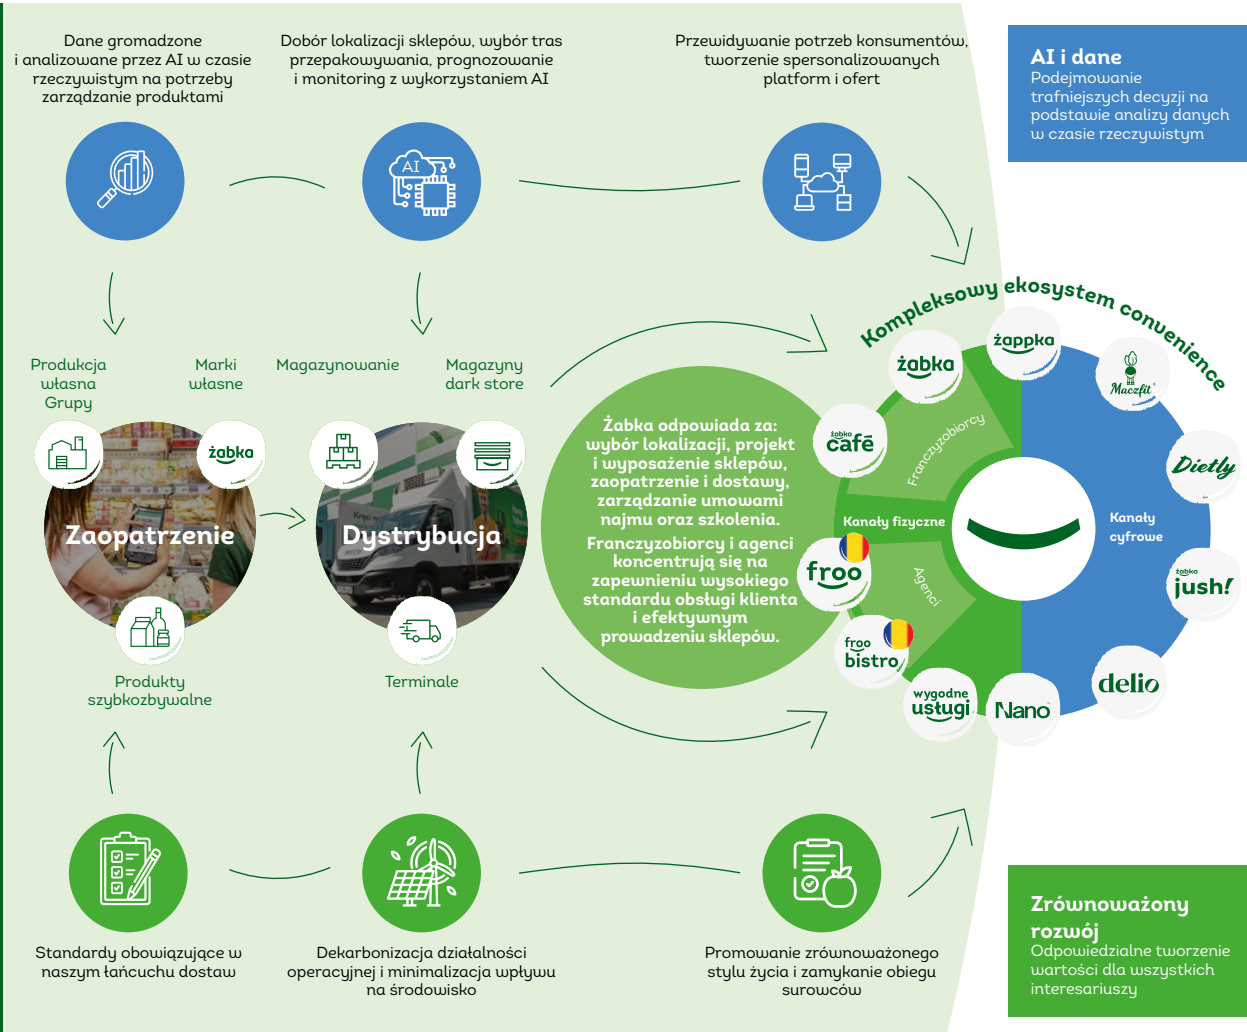 Dane gromadzone
i analizowane przez AI w czasie
rzeczywistym na potrzeby
zarządzanie produktami
Dobór lokalizacji sklepów, wybór tras
przepakowywania, prognozowanie
i monitoring z wykorzystaniem AI
Przewidywanie potrzeb konsumentów,
tworzenie spersonalizowanych
platform i ofert
AI i dane
Podejmowanie
trafniejszych decyzji na
podstawie analizy danych
w czasie rzeczywistym
AI
Kompleksowy ekosystem convenience
Produkcja
własna
Grupy
Marki
własne
Magazynowanie
Magazyny
dark store
żabka
Zaopatrzenie
Dystrybucja
Produkty
szybkozbywalne
Terminale
Żabka odpowiada za:
wybór lokalizacji, projekt
i wyposażenie sklepów,
zaopatrzenie i dostawy,
zarządzanie umowami
najmu oraz szkolenia.
Franczyzobiorcy i agenci
koncentrują się na
zapewnieniu wysokiego
standardu obsługi klienta
i efektywnym
prowadzeniu sklepów.
żabka
żappka
Maczfit
żabka
café
Franczyzobiorcy
Dietly
Kanały fizyczne
Kanały
cyfrowe
froo
Agenci
żabka
jush!
froo
bistro
delio
wygodne
usługi
Nano
Standardy obowiązujące w
naszym łańcuchu dostaw
Dekarbonizacja działalności
operacyjnej i minimalizacja wpływu
na środowisko
Promowanie zrównoważonego
stylu życia i zamykanie obiegu
surowców
Zrównoważony
rozwój
Odpowiedzialne tworzenie
wartości dla wszystkich
interesariuszy